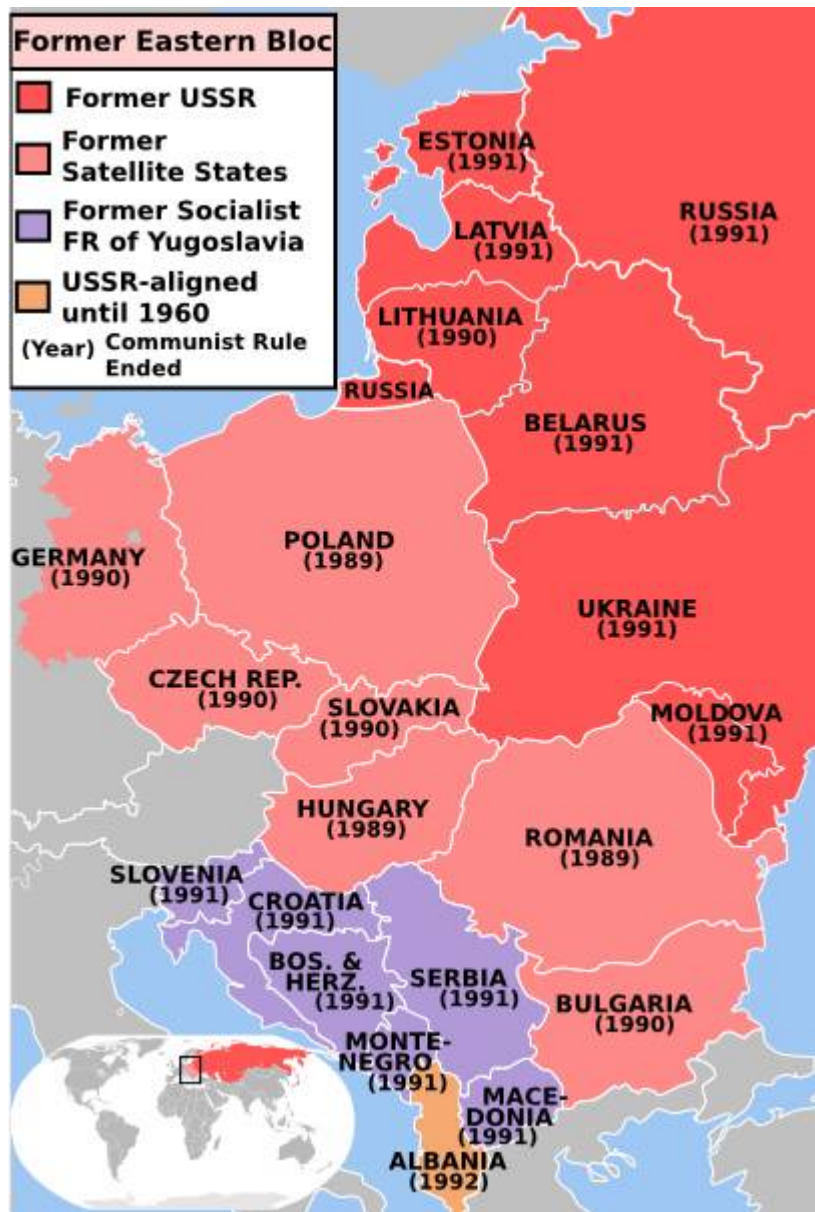 Former Eastern Bloc
Former USSR
Former
Satellite States
Former Socialist
FR of Yugoslavia
USSR-aligned
until 1960
(Year) Communist Rule
Ended
ESTONIA
(1991)
RUSSIA
(1991)
LATVIA
(1991)
LITHUANIA
(1990)
RUSSIA
BELARUS
(1991)
POLAND
(1989)
GERMANY
(1990)
UKRAINE
(1991)
CZECH REP.
(1990)
SLOVAKIA
(1990)
MOLDOVA
(1991)
HUNGARY
(1989)
ROMANIA
(1989)
SLOVENIA
(1991)
CROATIA
(1991)
BOS. &
HERZ.
(1991)
SERBIA
(1991)
BULGARIA
(1990)
MONTE-
NEGRO
(1991)
MACE-
DONIA
(1991)
ALBANIA
(1992)